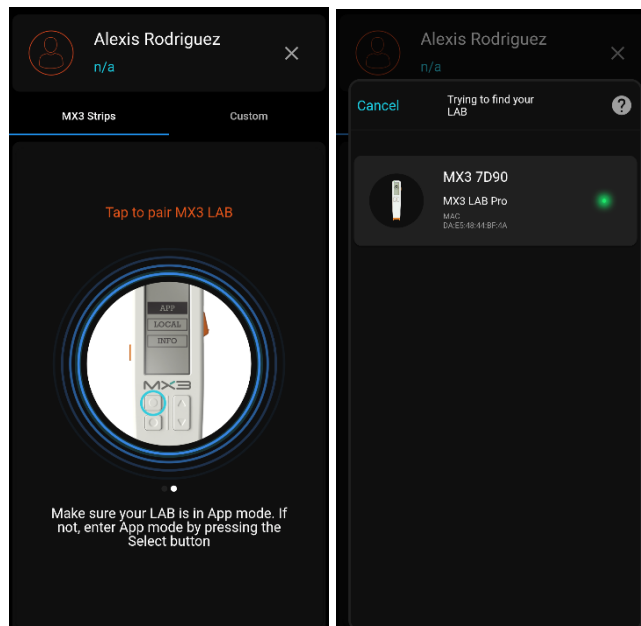 Alexis Rodriguez
n/a
MX3 Strips
Custom
Tap to pair MX3 LAB
APP
LOCAL
INFO
MX3
Make sure your LAB is in App mode. If
not, enter App mode by pressing the
Select button
Alexis Rodriguez
n/a
Cancel
Trying to find your
LAB
?
MX3 7D90
MX3 LAB Pro
MAC
DA:E5:48:44:BF:4A